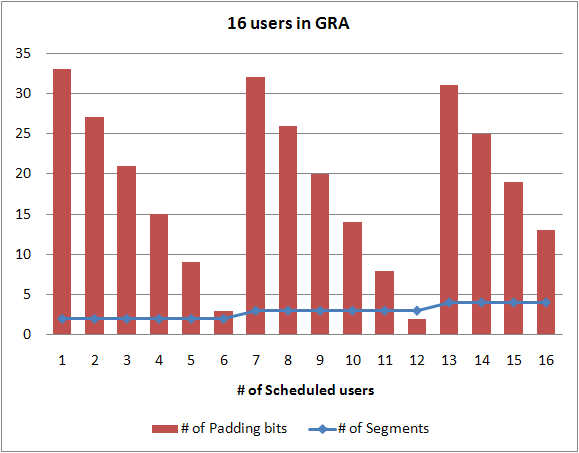 16 users in GRA
35
30
25
20
15
10
5
0
1 2 3 4 5 6 7 8 9 10 11 12 13 14 15 16
# of Scheduled users
# of Padding bits # of Segments